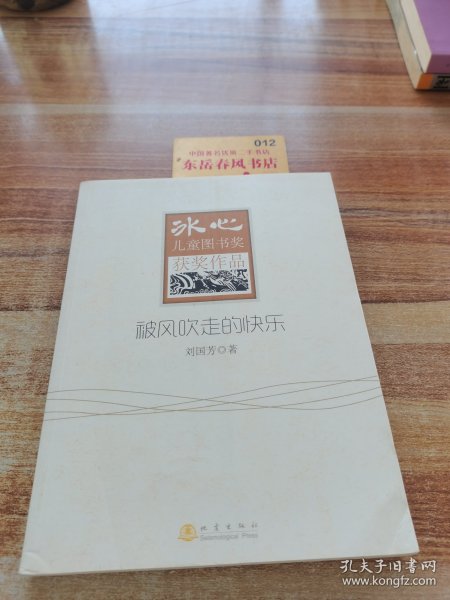 012
中国著名优质二手书店
东岳春风书店
冰心
儿童图书奖
获奖作品
被风吹走的快乐
刘国芳◎著
地震出版社
Seismological Press
孔夫子旧书网
www.kongfz.com